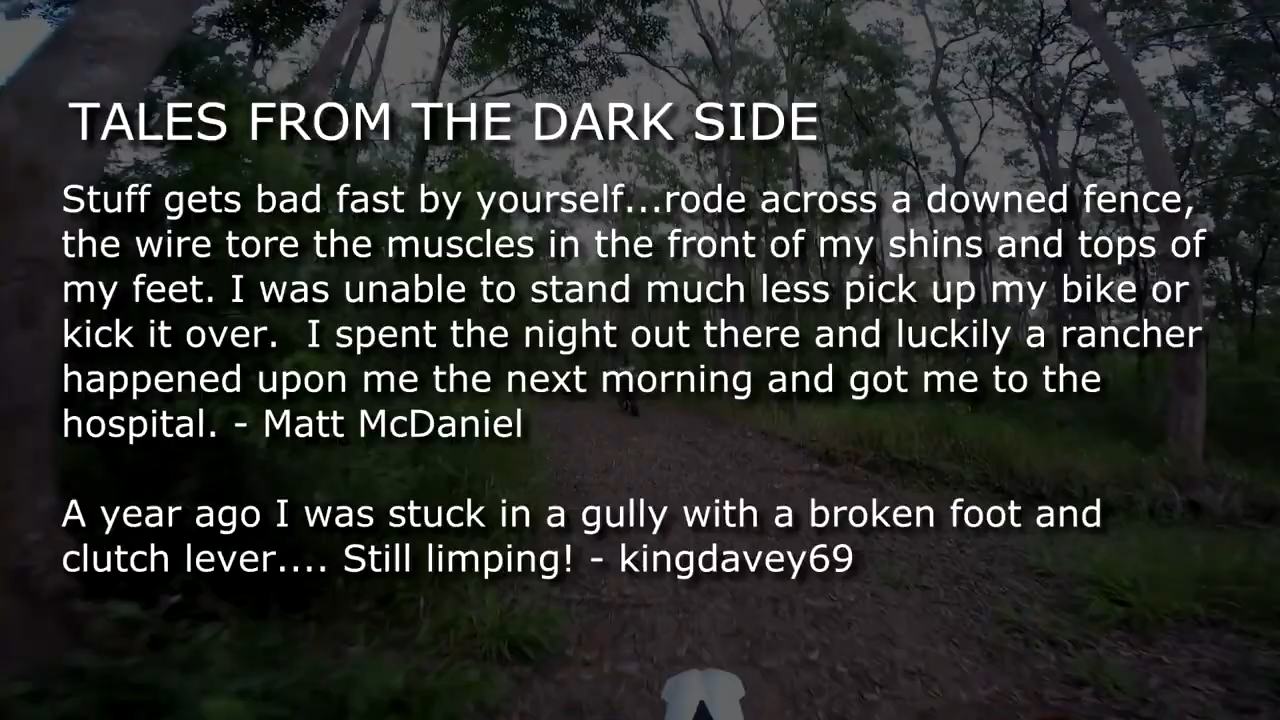 TALES FROM THE DARK SIDE
Stuff gets bad fast by yourself...rode across a downed fence,
the wire tore the muscles in the front of my shins and tops of
my feet. I was unable to stand much less pick up my bike or
kick it over.  I spent the night out there and luckily a rancher
happened upon me the next morning and got me to the
hospital. - Matt McDaniel
A year ago I was stuck in a gully with a broken foot and
clutch lever.... Still limping! - kingdavey69